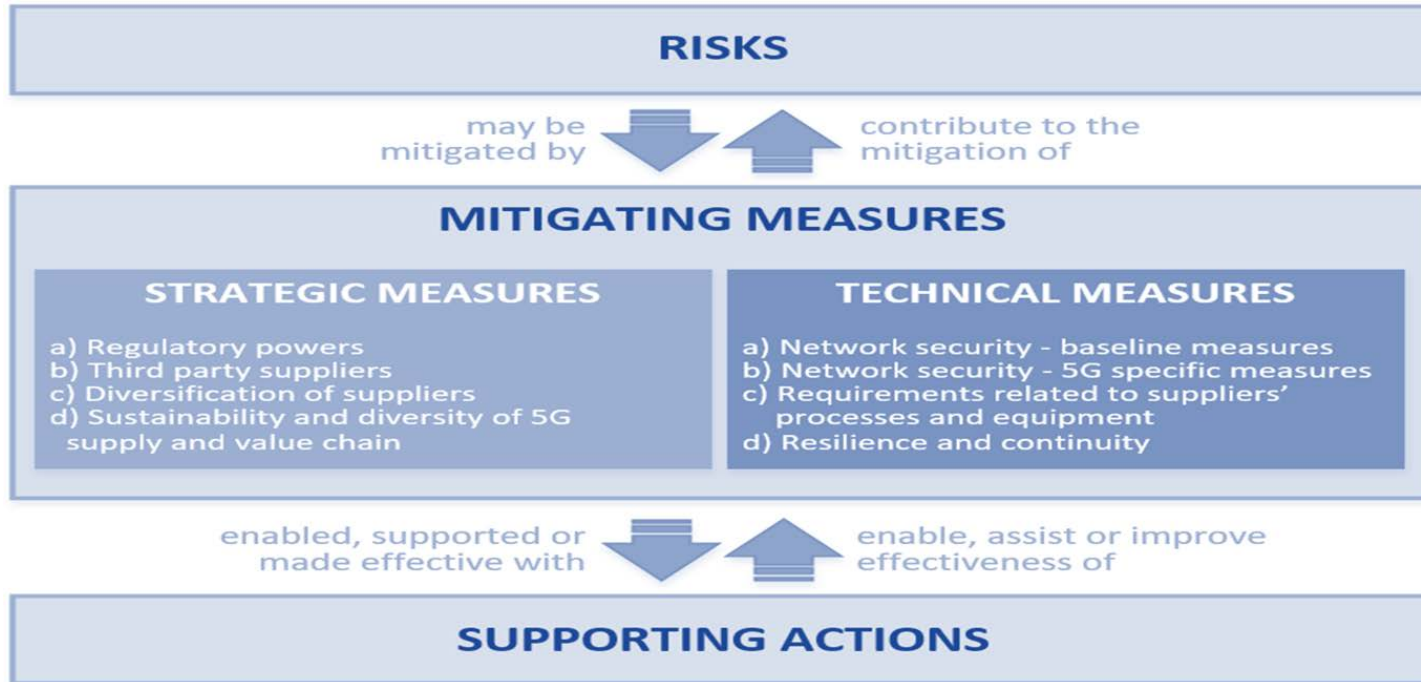 RISKS
may be
mitigated by
contribute to the
mitigation of
MITIGATING MEASURES
STRATEGIC MEASURES
a) Regulatory powers
b) Third party suppliers
c) Diversification of suppliers
d) Sustainability and diversity of 5G
supply and value chain
TECHNICAL MEASURES
a) Network security - baseline measures
b) Network security - 5G specific measures
c) Requirements related to suppliers’
processes and equipment
d) Resilience and continuity
enabled, supported or
made effective with
enable, assist or improve
effectiveness of
SUPPORTING ACTIONS